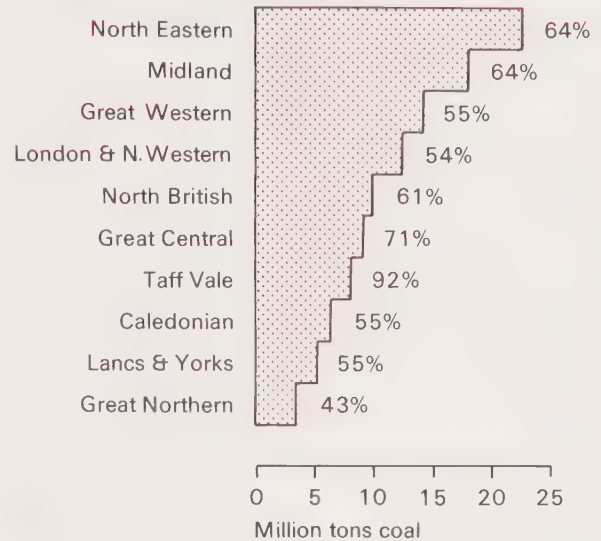 North Eastern 64%
Midland 64%
Great Western 55%
London & N.Western 54%
North British 61%
Great Central 71%
Taff Vale 92%
Caledonian 55%
Lancs & Yorks 55%
Great Northern 43%
0 5 10 15 20 25
Million tons coal